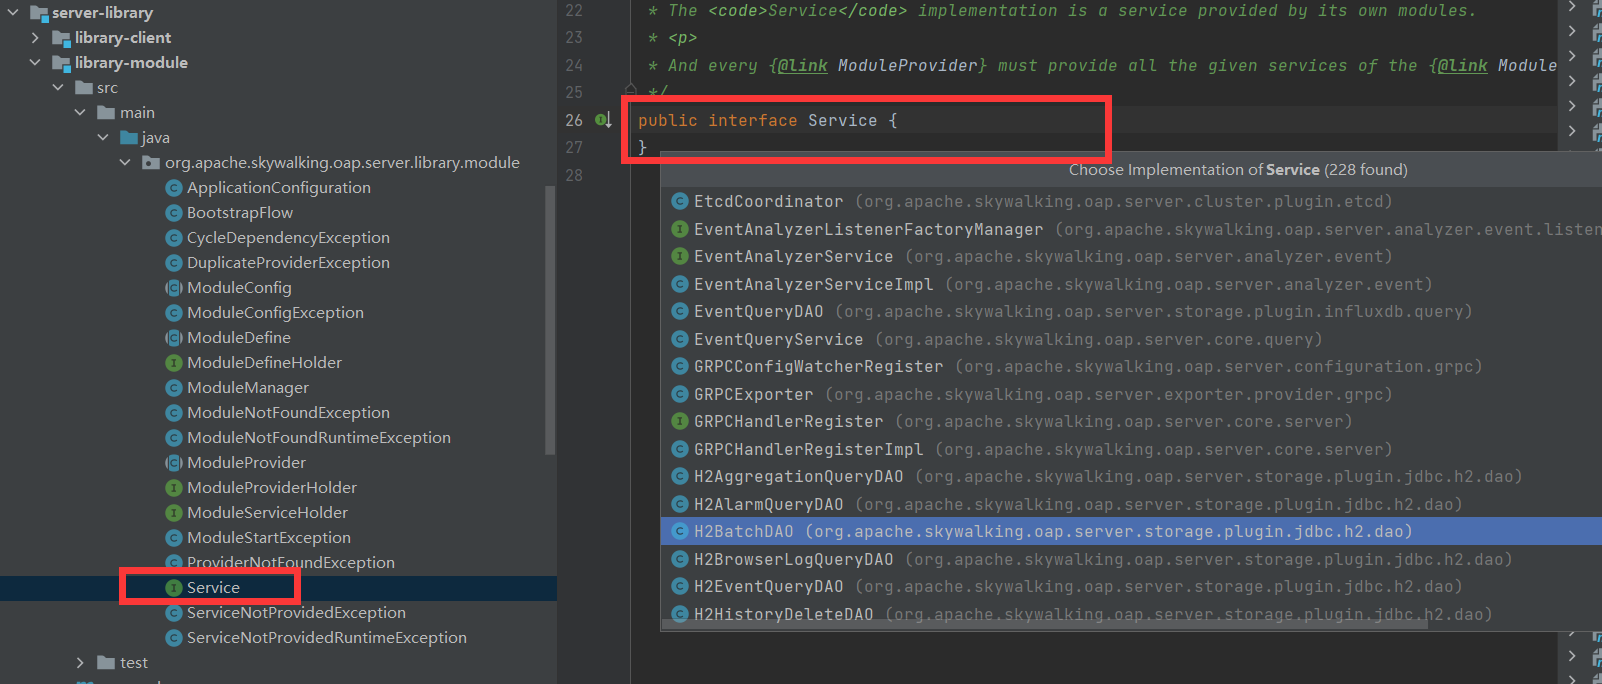 server-library
library-client
library-module
src
main
java
org.apache.skywalking.oap.server.library.module
ApplicationConfiguration
BootstrapFlow
CycleDependencyException
DuplicateProviderException
ModuleConfig
ModuleConfigException
ModuleDefine
ModuleDefineHolder
ModuleManager
ModuleNotFoundException
ModuleNotFoundRuntimeException
ModuleProvider
ModuleProviderHolder
ModuleServiceHolder
ModuleStartException
ProviderNotFoundException
Service
ServiceNotProvidedException
ServiceNotProvidedRuntimeException
test
22 * The <code>Service</code> implementation is a service provided by its own modules.
23 * <p>
24 * And every {@link ModuleProvider} must provide all the given services of the {@link Module
25 */
26 public interface Service {
27 }
28
Choose Implementation of Service (228 found)
EtcdCoordinator (org.apache.skywalking.oap.server.cluster.plugin.etcd)
EventAnalyzerListenerFactoryManager (org.apache.skywalking.oap.server.analyzer.event.listen
EventAnalyzerService (org.apache.skywalking.oap.server.analyzer.event)
EventAnalyzerServiceImpl (org.apache.skywalking.oap.server.analyzer.event)
EventQueryDAO (org.apache.skywalking.oap.server.storage.plugin.influxdb.query)
EventQueryService (org.apache.skywalking.oap.server.core.query)
GRPCConfigWatcherRegister (org.apache.skywalking.oap.server.configuration.grpc)
GRPCExporter (org.apache.skywalking.oap.server.exporter.provider.grpc)
GRPCHandlerRegister (org.apache.skywalking.oap.server.core.server)
GRPCHandlerRegisterImpl (org.apache.skywalking.oap.server.core.server)
H2AggregationQueryDAO (org.apache.skywalking.oap.server.storage.plugin.jdbc.h2.dao)
H2AlarmQueryDAO (org.apache.skywalking.oap.server.storage.plugin.jdbc.h2.dao)
H2BatchDAO (org.apache.skywalking.oap.server.storage.plugin.jdbc.h2.dao)
H2BrowserLogQueryDAO (org.apache.skywalking.oap.server.storage.plugin.jdbc.h2.dao)
H2EventQueryDAO (org.apache.skywalking.oap.server.storage.plugin.jdbc.h2.dao)
H2HistoryDeleteDAO (org.apache.skywalking.oap.server.storage.plugin.jdbc.h2.dao)